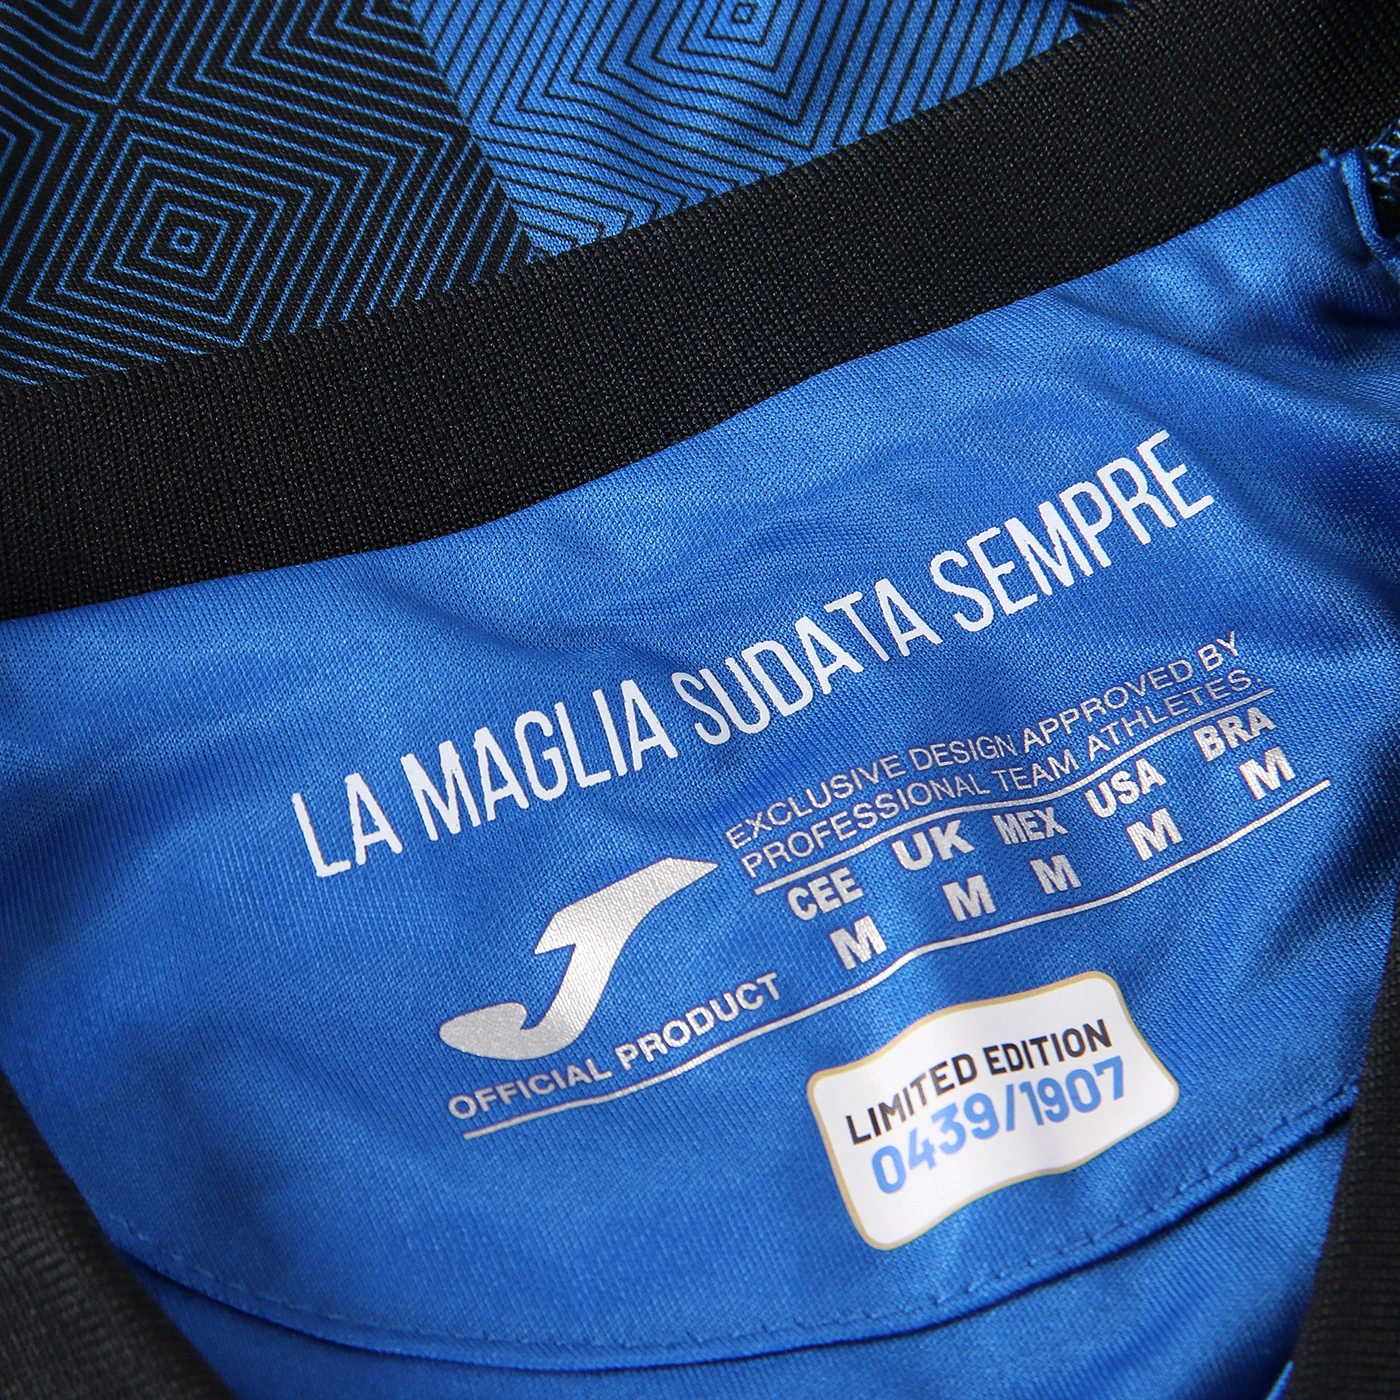 LA MAGLIA SUDATA SEMPRE
EXCLUSIVE DESIGN APPROVED BY
PROFESSIONAL TEAM ATHLETES.
CEE UK MEX USA BRA
M M M M M
OFFICIAL PRODUCT
LIMITED EDITION
0439/1907